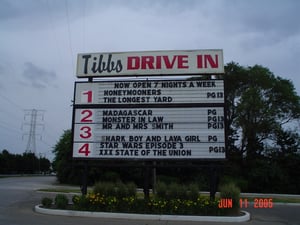 Tibbs DRIVE IN
NOW OPEN 7 NIGHTS A WEEK
1 HONEYMOONERS PG13
THE LONGEST YARD
2 MADAGASCAR PG
MONSTER IN LAW PG13
3 MR AND MRS SMITH PG13
SHARK BOY AND LAVA GIRL PG
4 STAR WARS EPISODE 3
XXX STATE OF THE UNION PG13
JUN 11 2005